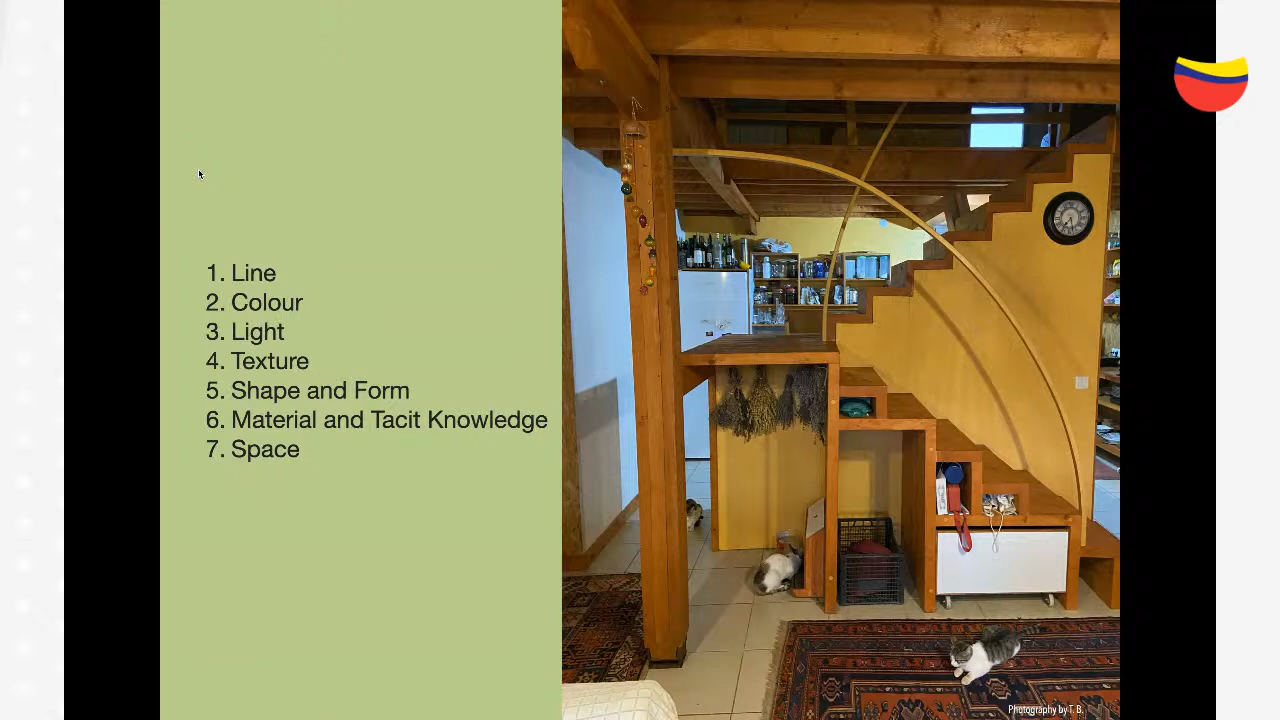 1. Line
2. Colour
3. Light
4. Texture
5. Shape and Form
6. Material and Tacit Knowledge
7. Space
Photography by T. B.